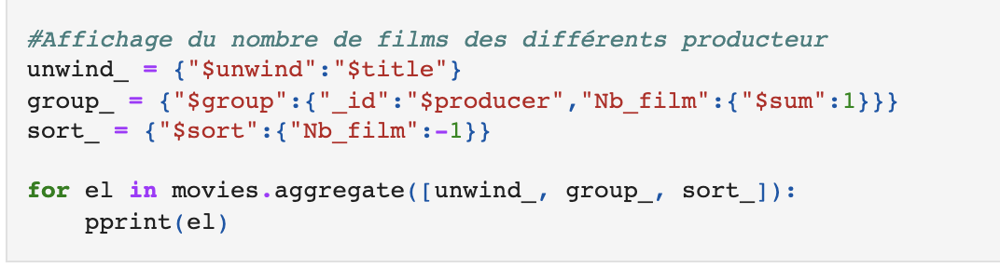 #Affichage du nombre de films des différents producteur
unwind_ = {"$unwind":"$title"}
group_ = {"$group":{"_id":"$producer","Nb_film":{"$sum":1}}}
sort_ = {"$sort":{"Nb_film":-1}}
for el in movies.aggregate([unwind_, group_, sort_]):
    pprint(el)